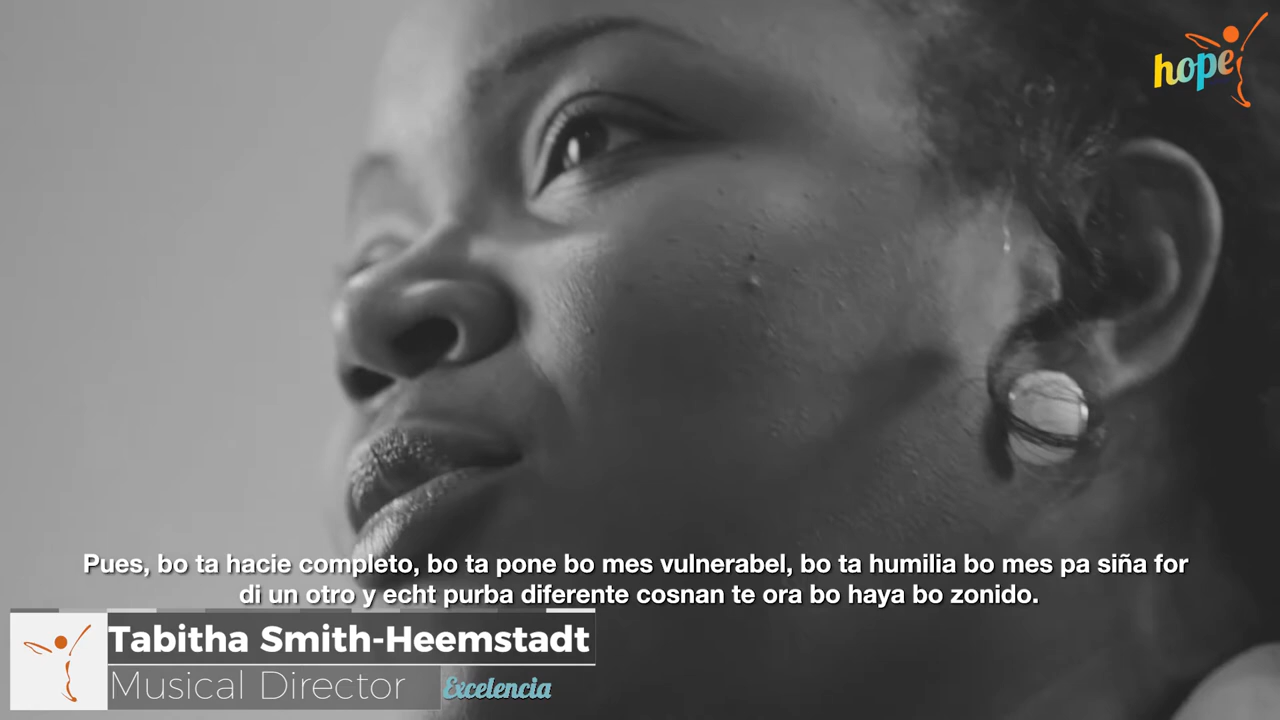 hope
Pues, bo ta hacie completo, bo ta pone bo mes vulnerabel, bo ta humilia bo mes pa siña for
di un otro y echt purba diferente cosnan te ora bo haya bo zonido.
Tabitha Smith-Heemstadt
Musical Director
Excelencia